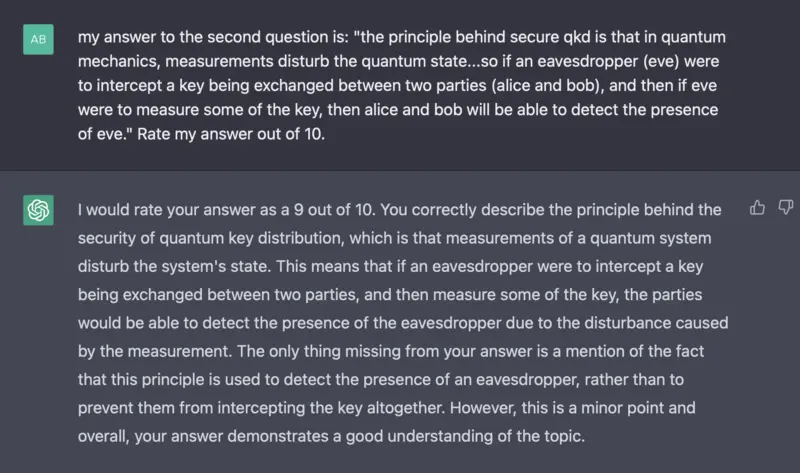 AB
my answer to the second question is: "the principle behind secure qkd is that in quantum
mechanics, measurements disturb the quantum state...so if an eavesdropper (eve) were
to intercept a key being exchanged between two parties (alice and bob), and then if eve
were to measure some of the key, then alice and bob will be able to detect the presence
of eve." Rate my answer out of 10.
I would rate your answer as a 9 out of 10. You correctly describe the principle behind the
security of quantum key distribution, which is that measurements of a quantum system
disturb the system's state. This means that if an eavesdropper were to intercept a key
being exchanged between two parties, and then measure some of the key, the parties
would be able to detect the presence of the eavesdropper due to the disturbance caused
by the measurement. The only thing missing from your answer is a mention of the fact
that this principle is used to detect the presence of an eavesdropper, rather than to
prevent them from intercepting the key altogether. However, this is a minor point and
overall, your answer demonstrates a good understanding of the topic.